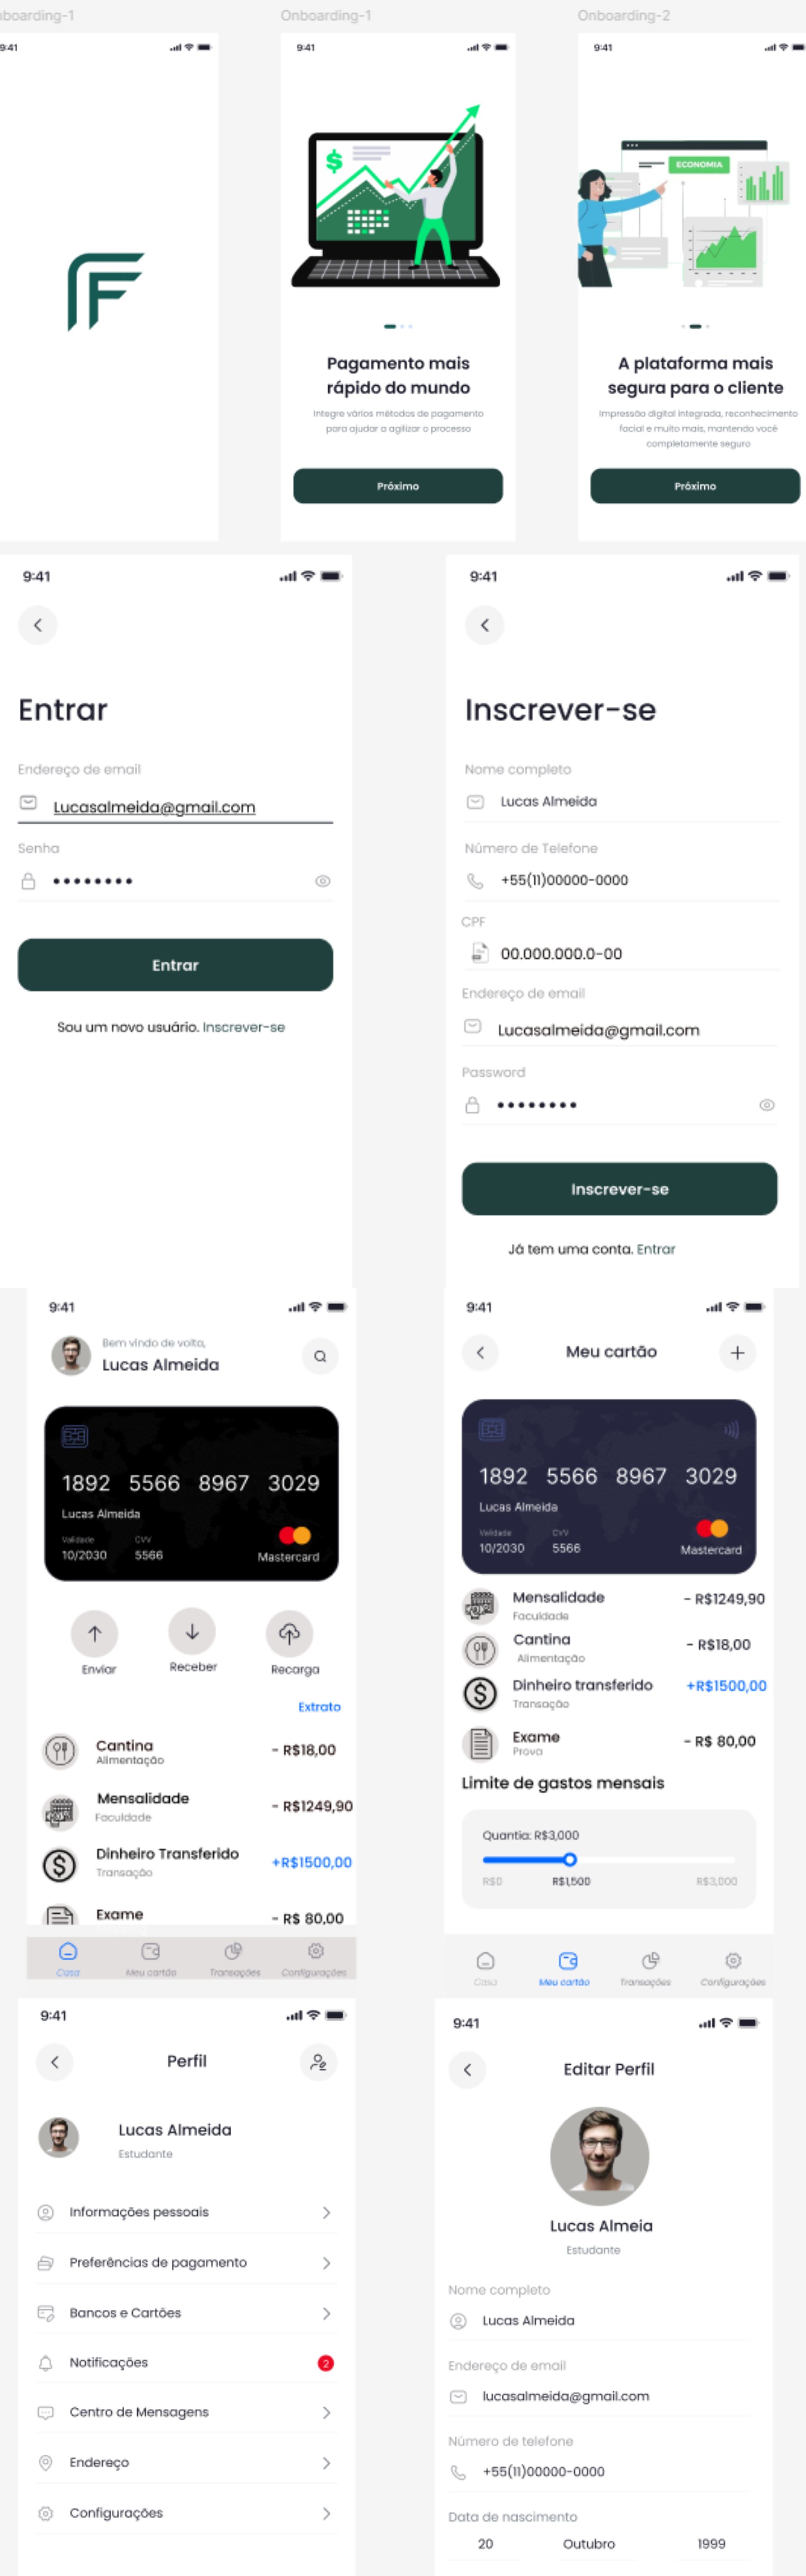 boarding-1
Onboarding-1
Onboarding-2
9:41
9:41
9:41
F
$
ECONOMIA
Pagamento mais
rápido do mundo
Integre vários métodos de pagamento
para ajudar a agilizar o processo
Próximo
A plataforma mais
segura para o cliente
Impressão digital integrada, reconhecimento
facial e muito mais, mantendo você
completamente seguro
Próximo
9:41
Entrar
Endereço de email
Lucasalmeida@gmail.com
Senha
Entrar
Sou um novo usuário. Inscrever-se
9:41
Inscrever-se
Nome completo
Lucas Almeida
Número de Telefone
+55(11)00000-0000
CPF
00.000.000.0-00
Endereço de email
Lucasalmeida@gmail.com
Password
Inscrever-se
Já tem uma conta. Entrar
9:41
Bem vindo de volta,
Lucas Almeida
1892 5566 8967 3029
Lucas Almeida
Validade CVV
10/2030 5566
Mastercard
Enviar
Receber
Recarga
Extrato
Cantina
Alimentação
- R$18,00
Mensalidade
Faculdade
- R$1249,90
Dinheiro Transferido
Transação
+R$1500,00
Exame
- R$ 80,00
Casa
Meu cartão
Transações
Configurações
9:41
Meu cartão
1892 5566 8967 3029
Lucas Almeida
Validade CVV
10/2030 5566
Mastercard
Mensalidade
Faculdade
- R$1249,90
Cantina
Alimentação
- R$18,00
Dinheiro transferido
Transação
+R$1500,00
Exame
Prova
- R$ 80,00
Limite de gastos mensais
Quantia: R$3,000
R$0
R$1,500
R$3,000
Casa
Meu cartão
Transações
Configurações
9:41
Perfil
Lucas Almeida
Estudante
Informações pessoais
Preferências de pagamento
Bancos e Cartões
Notificações
2
Centro de Mensagens
Endereço
Configurações
9:41
Editar Perfil
Lucas Almeia
Estudante
Nome completo
Lucas Almeida
Endereço de email
lucasalmeida@gmail.com
Número de telefone
+55(11)00000-0000
Data de nascimento
20 Outubro 1999